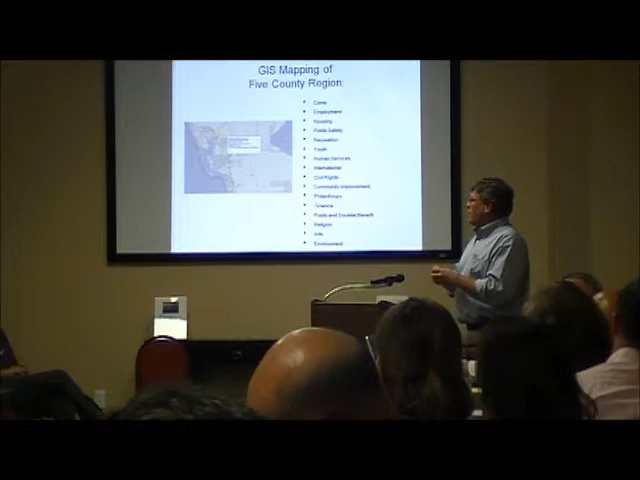 GIS Mapping of
Five County Region
• Crime
• Employment
• Housing
• Public Safety
• Recreation
• Youth
• Human Services
• International
• Civil Rights
• Community Improvement
• Philanthropy
• Science
• Public and Societal Benefit
• Religion
• Arts
• Environment